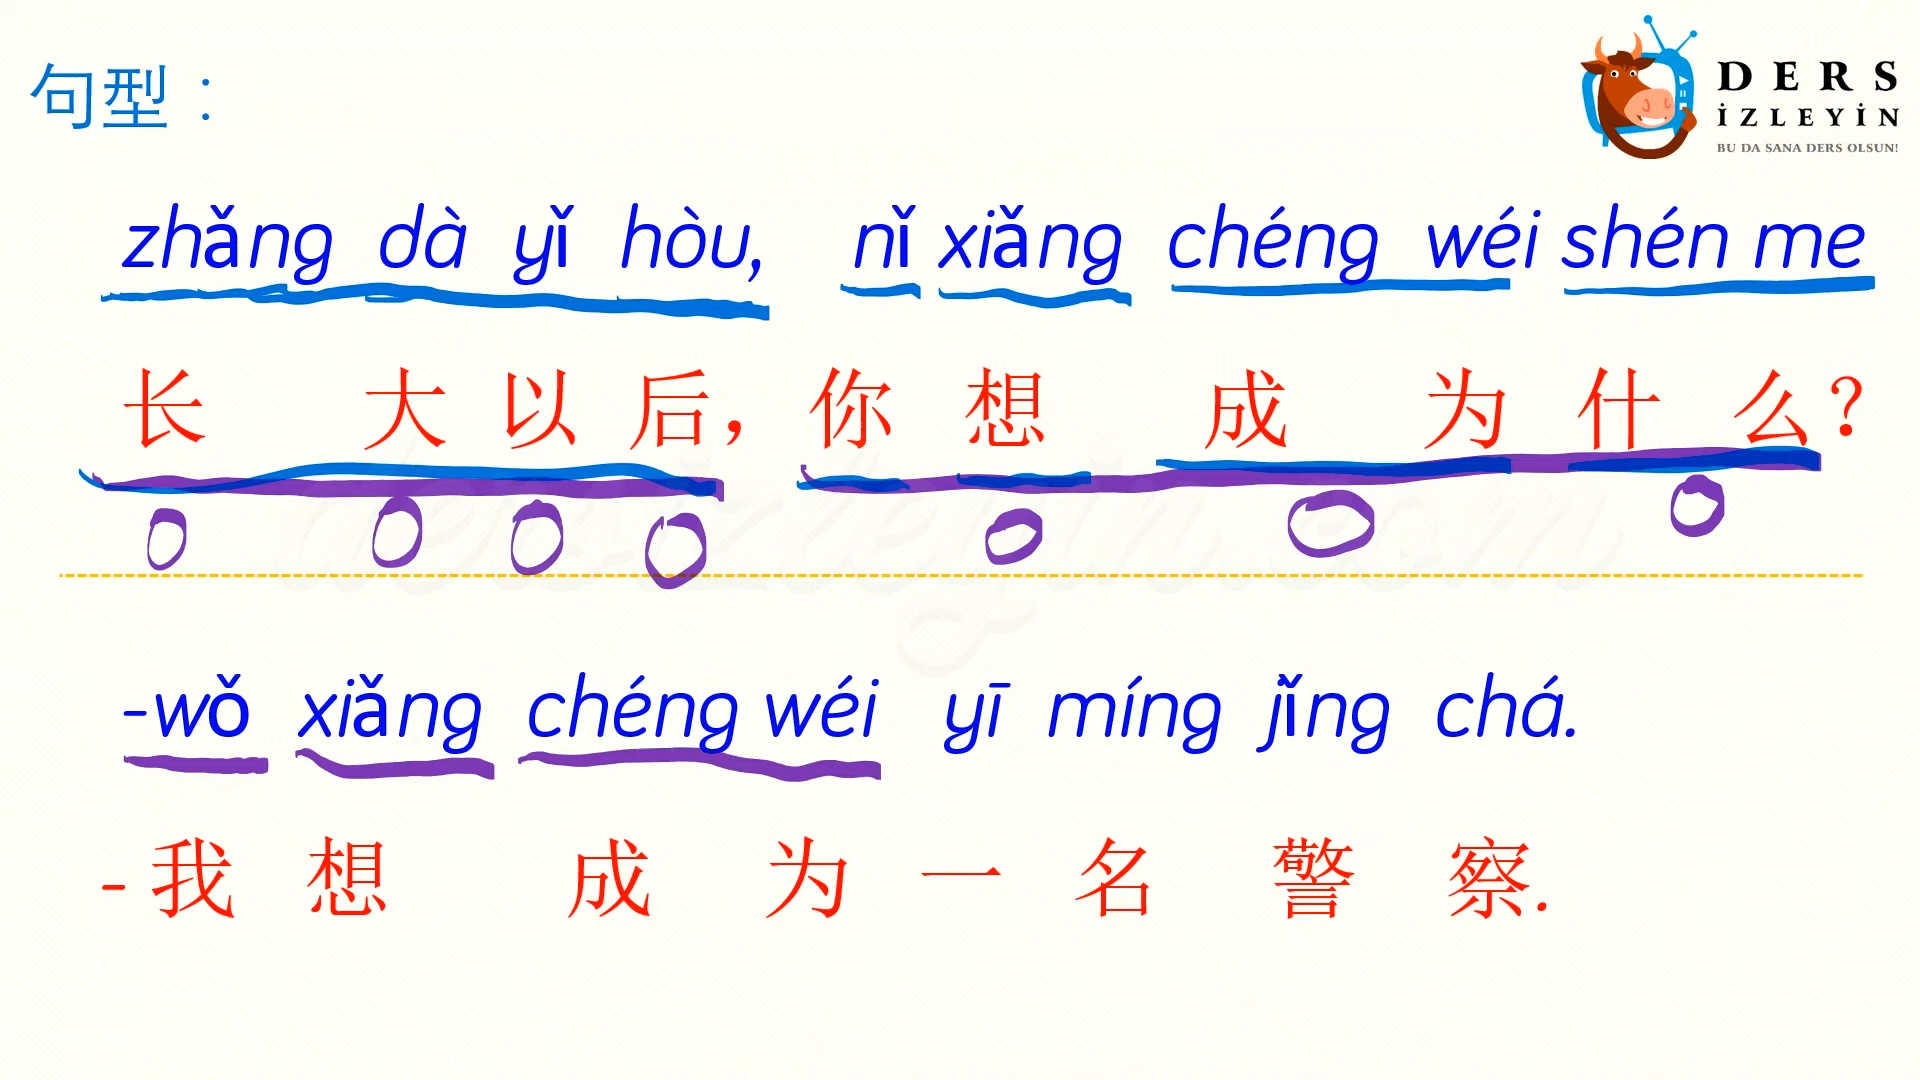 句型：
DERS
İZLEYİN
BU DA SANA DERS OLSUN!
zhǎng dà yǐ hòu, nǐ xiǎng chéng wéi shén me
长大以后，你想成为什么？
-wǒ xiǎng chéng wéi yī míng jǐng chá.
-我想成为一名警察.